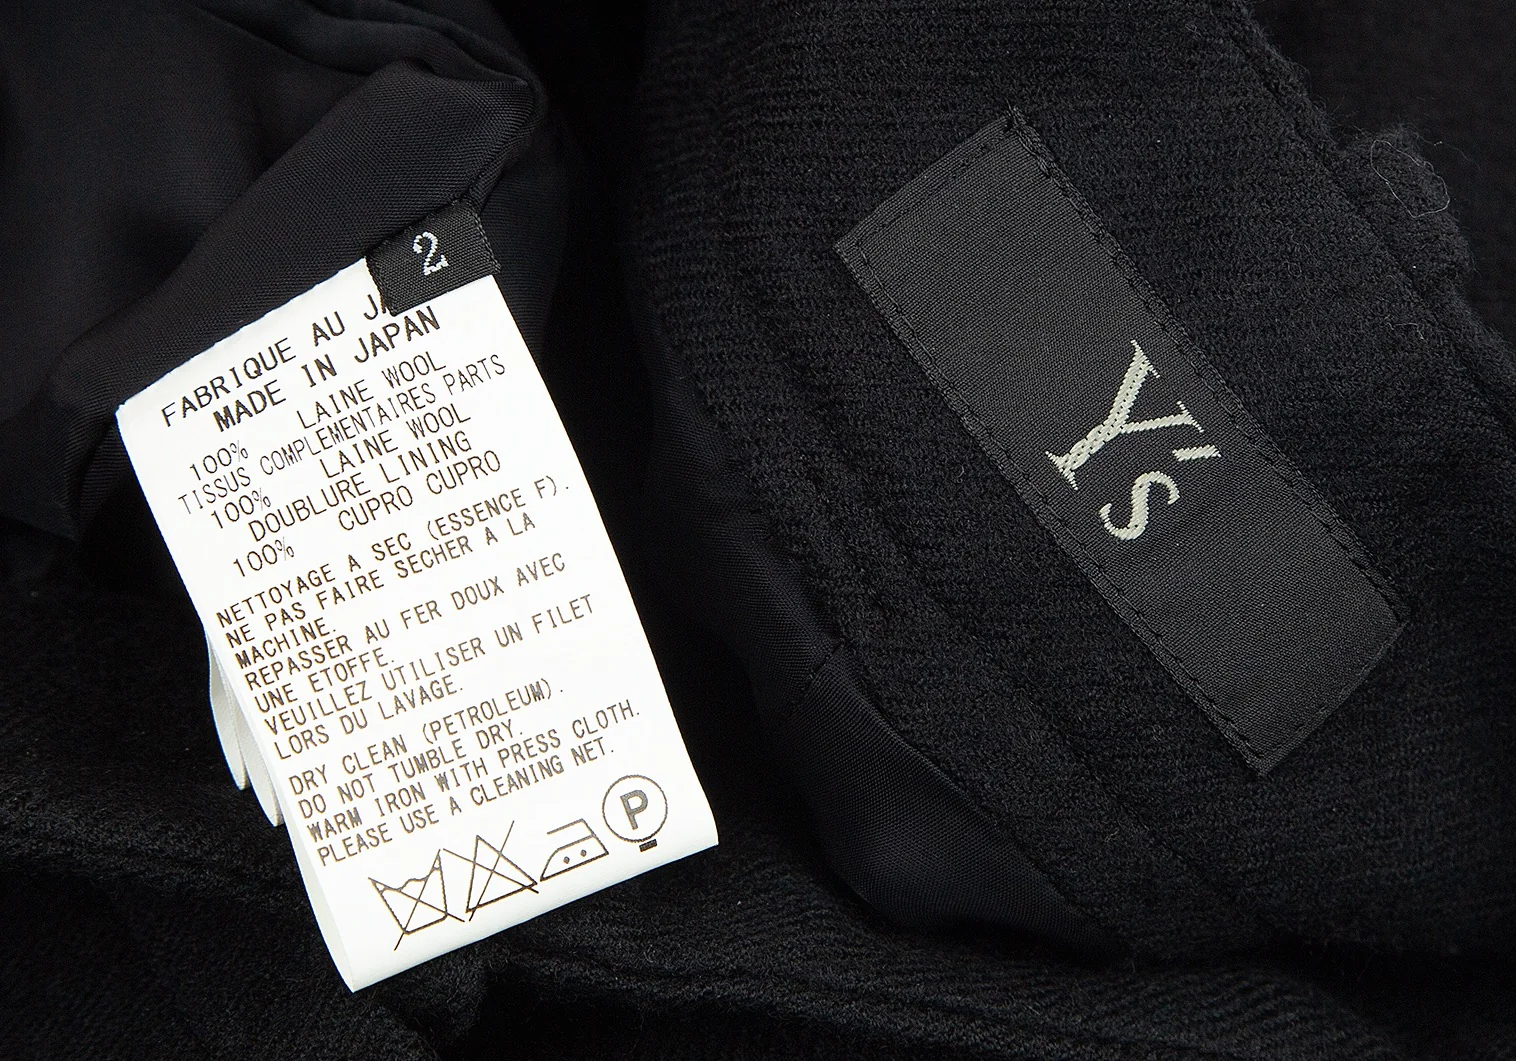 2
FABRIQUE AU
MADE IN JAPAN
100% LAINE WOOL
TISSUS COMPLEMENTAIRES PARTS
100% LAINE WOOL
DOUBLURE LINING
100% CUPRO CUPRO
NETTOYAGE A SEC (ESSENCE F).
NE PAS FAIRE SECHER A LA
MACHINE.
REPASSER AU FER DOUX AVEC
UNE ETOFFE.
VEUILLEZ UTILISER UN FILET
LORS DU LAVAGE.
DRY CLEAN (PETROLEUM).
DO NOT TUMBLE DRY.
WARM IRON WITH PRESS CLOTH.
PLEASE USE A CLEANING NET.
P
Y's